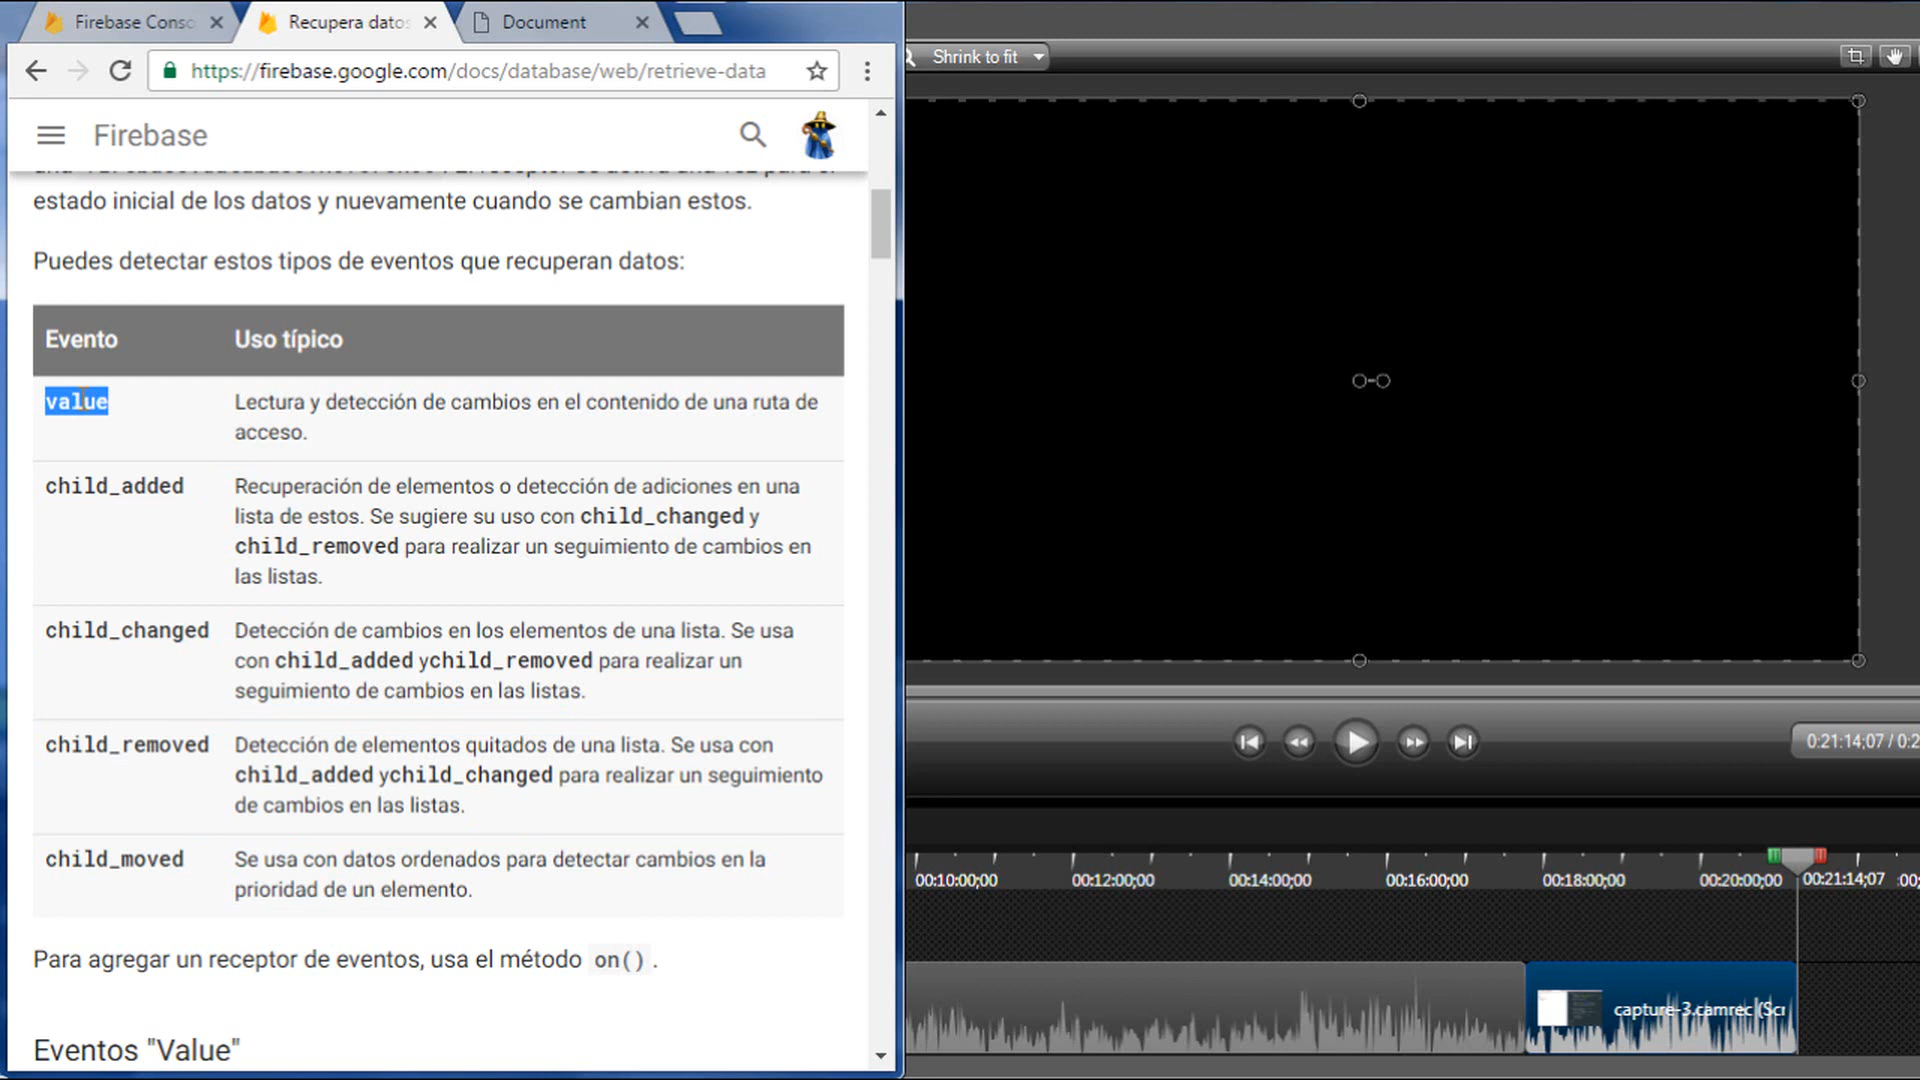 Firebase Conso
Recupera datos
Document
https://firebase.google.com/docs/database/web/retrieve-data
Shrink to fit
Firebase
estado inicial de los datos y nuevamente cuando se cambian estos.
Puedes detectar estos tipos de eventos que recuperan datos:
Evento Uso típico
value Lectura y detección de cambios en el contenido de una ruta de
acceso.
child_added Recuperación de elementos o detección de adiciones en una
lista de estos. Se sugiere su uso con child_changed y
child_removed para realizar un seguimiento de cambios en
las listas.
child_changed Detección de cambios en los elementos de una lista. Se usa
con child_added ychild_removed para realizar un
seguimiento de cambios en las listas.
child_removed Detección de elementos quitados de una lista. Se usa con
child_added ychild_changed para realizar un seguimiento
de cambios en las listas.
child_moved Se usa con datos ordenados para detectar cambios en la
prioridad de un elemento.
Para agregar un receptor de eventos, usa el método on() .
Eventos "Value"
0:21:14;07 / 0:2
00:10:00;00 00:12:00;00 00:14:00;00 00:16:00;00 00:18:00;00 00:20:00;00 00:21:14;07 :00;
capture-3.camrec (Scr